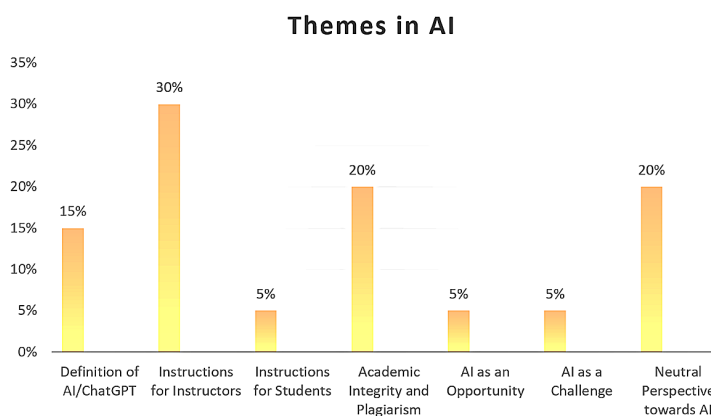 Themes in AI
35%
30%
25%
20%
15%
10%
5%
0%
15%
30%
5%
20%
5%
5%
20%
Definition of
AI/ChatGPT
Instructions
for Instructors
Instructions
for Students
Academic
Integrity and
Plagiarism
AI as an
Opportunity
AI as a
Challenge
Neutral
Perspective
towards AI